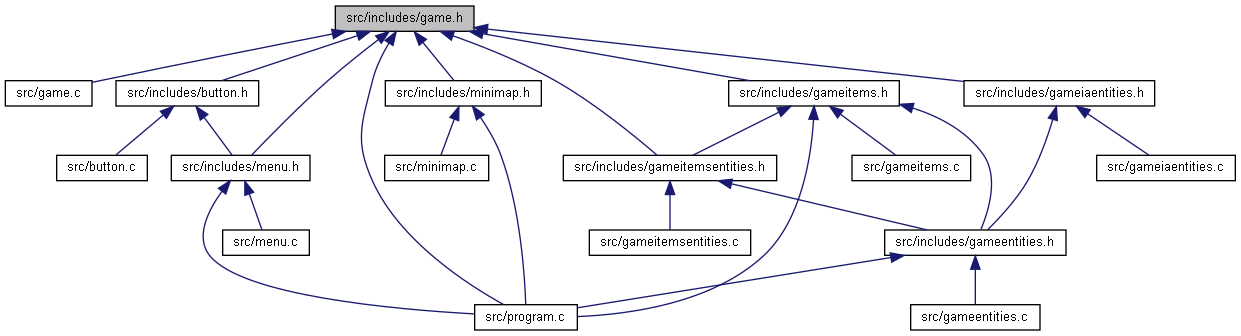 src/includes/game.h
src/game.c
src/includes/button.h
src/includes/minimap.h
src/includes/gameitems.h
src/includes/gameiaentities.h
src/button.c
src/includes/menu.h
src/minimap.c
src/includes/gameitemsentities.h
src/gameitems.c
src/gameiaentities.c
src/menu.c
src/gameitemsentities.c
src/includes/gameentities.h
src/program.c
src/gameentities.c